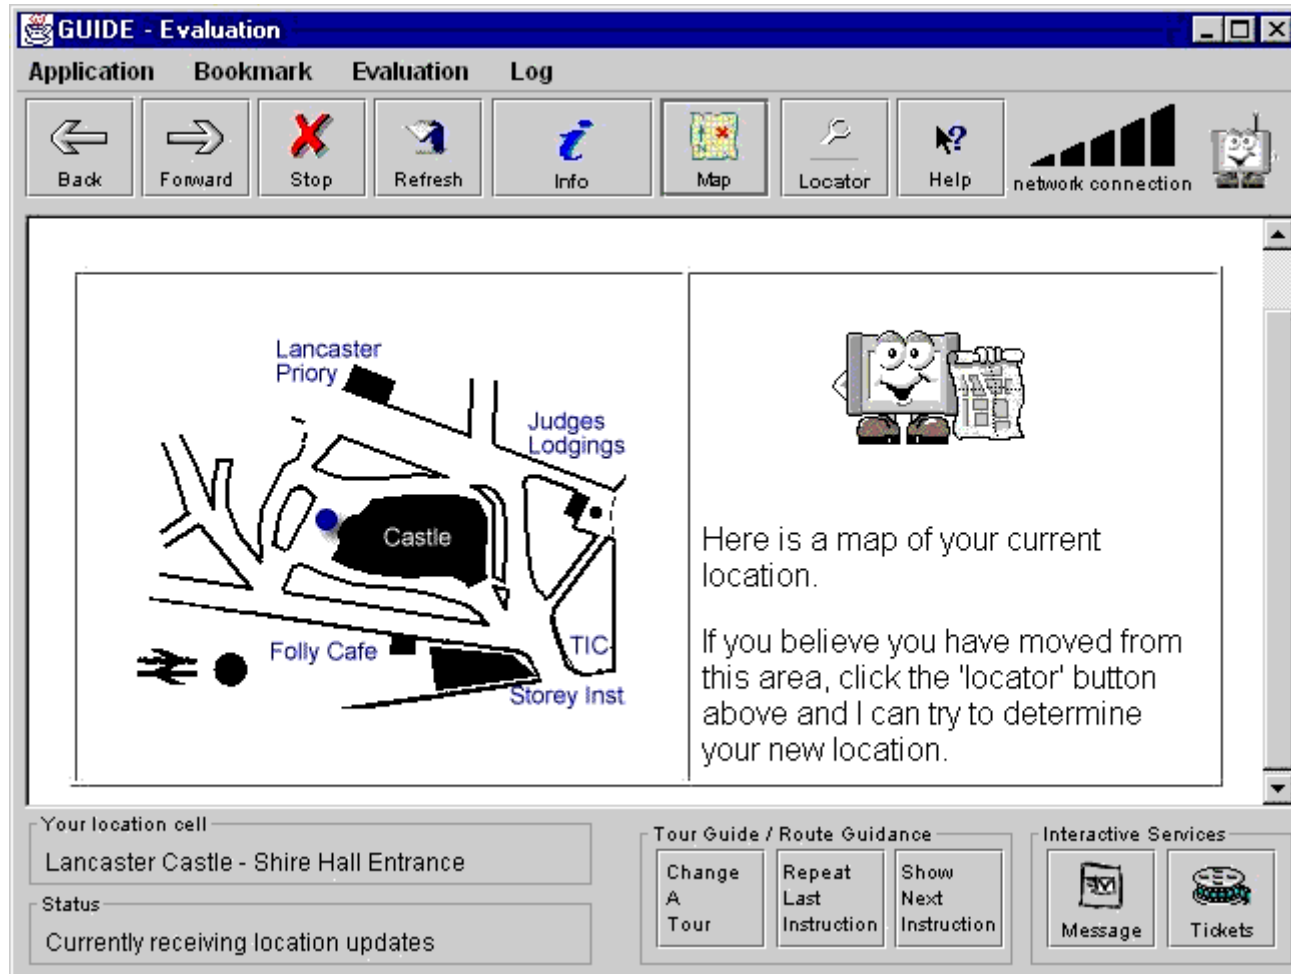 GUIDE - Evaluation
Application Bookmark Evaluation Log
Back Forward Stop Refresh Info Map Locator Help network connection
Lancaster
Priory
Judges
Lodgings
Castle
Folly Cafe
TIC
Storey Inst
Here is a map of your current
location.
If you believe you have moved from
this area, click the 'locator' button
above and I can try to determine
your new location.
Your location cell
Lancaster Castle - Shire Hall Entrance
Status
Currently receiving location updates
Tour Guide / Route Guidance
Change
A
Tour
Repeat
Last
Instruction
Show
Next
Instruction
Interactive Services
Message Tickets